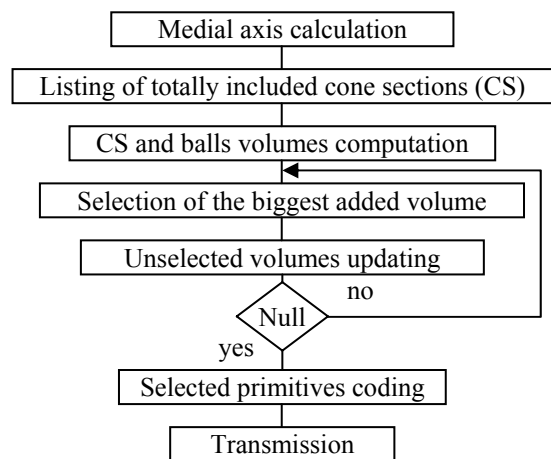 Medial axis calculation
Listing of totally included cone sections (CS)
CS and balls volumes computation
Selection of the biggest added volume
Unselected volumes updating
no
Null
yes
Selected primitives coding
Transmission